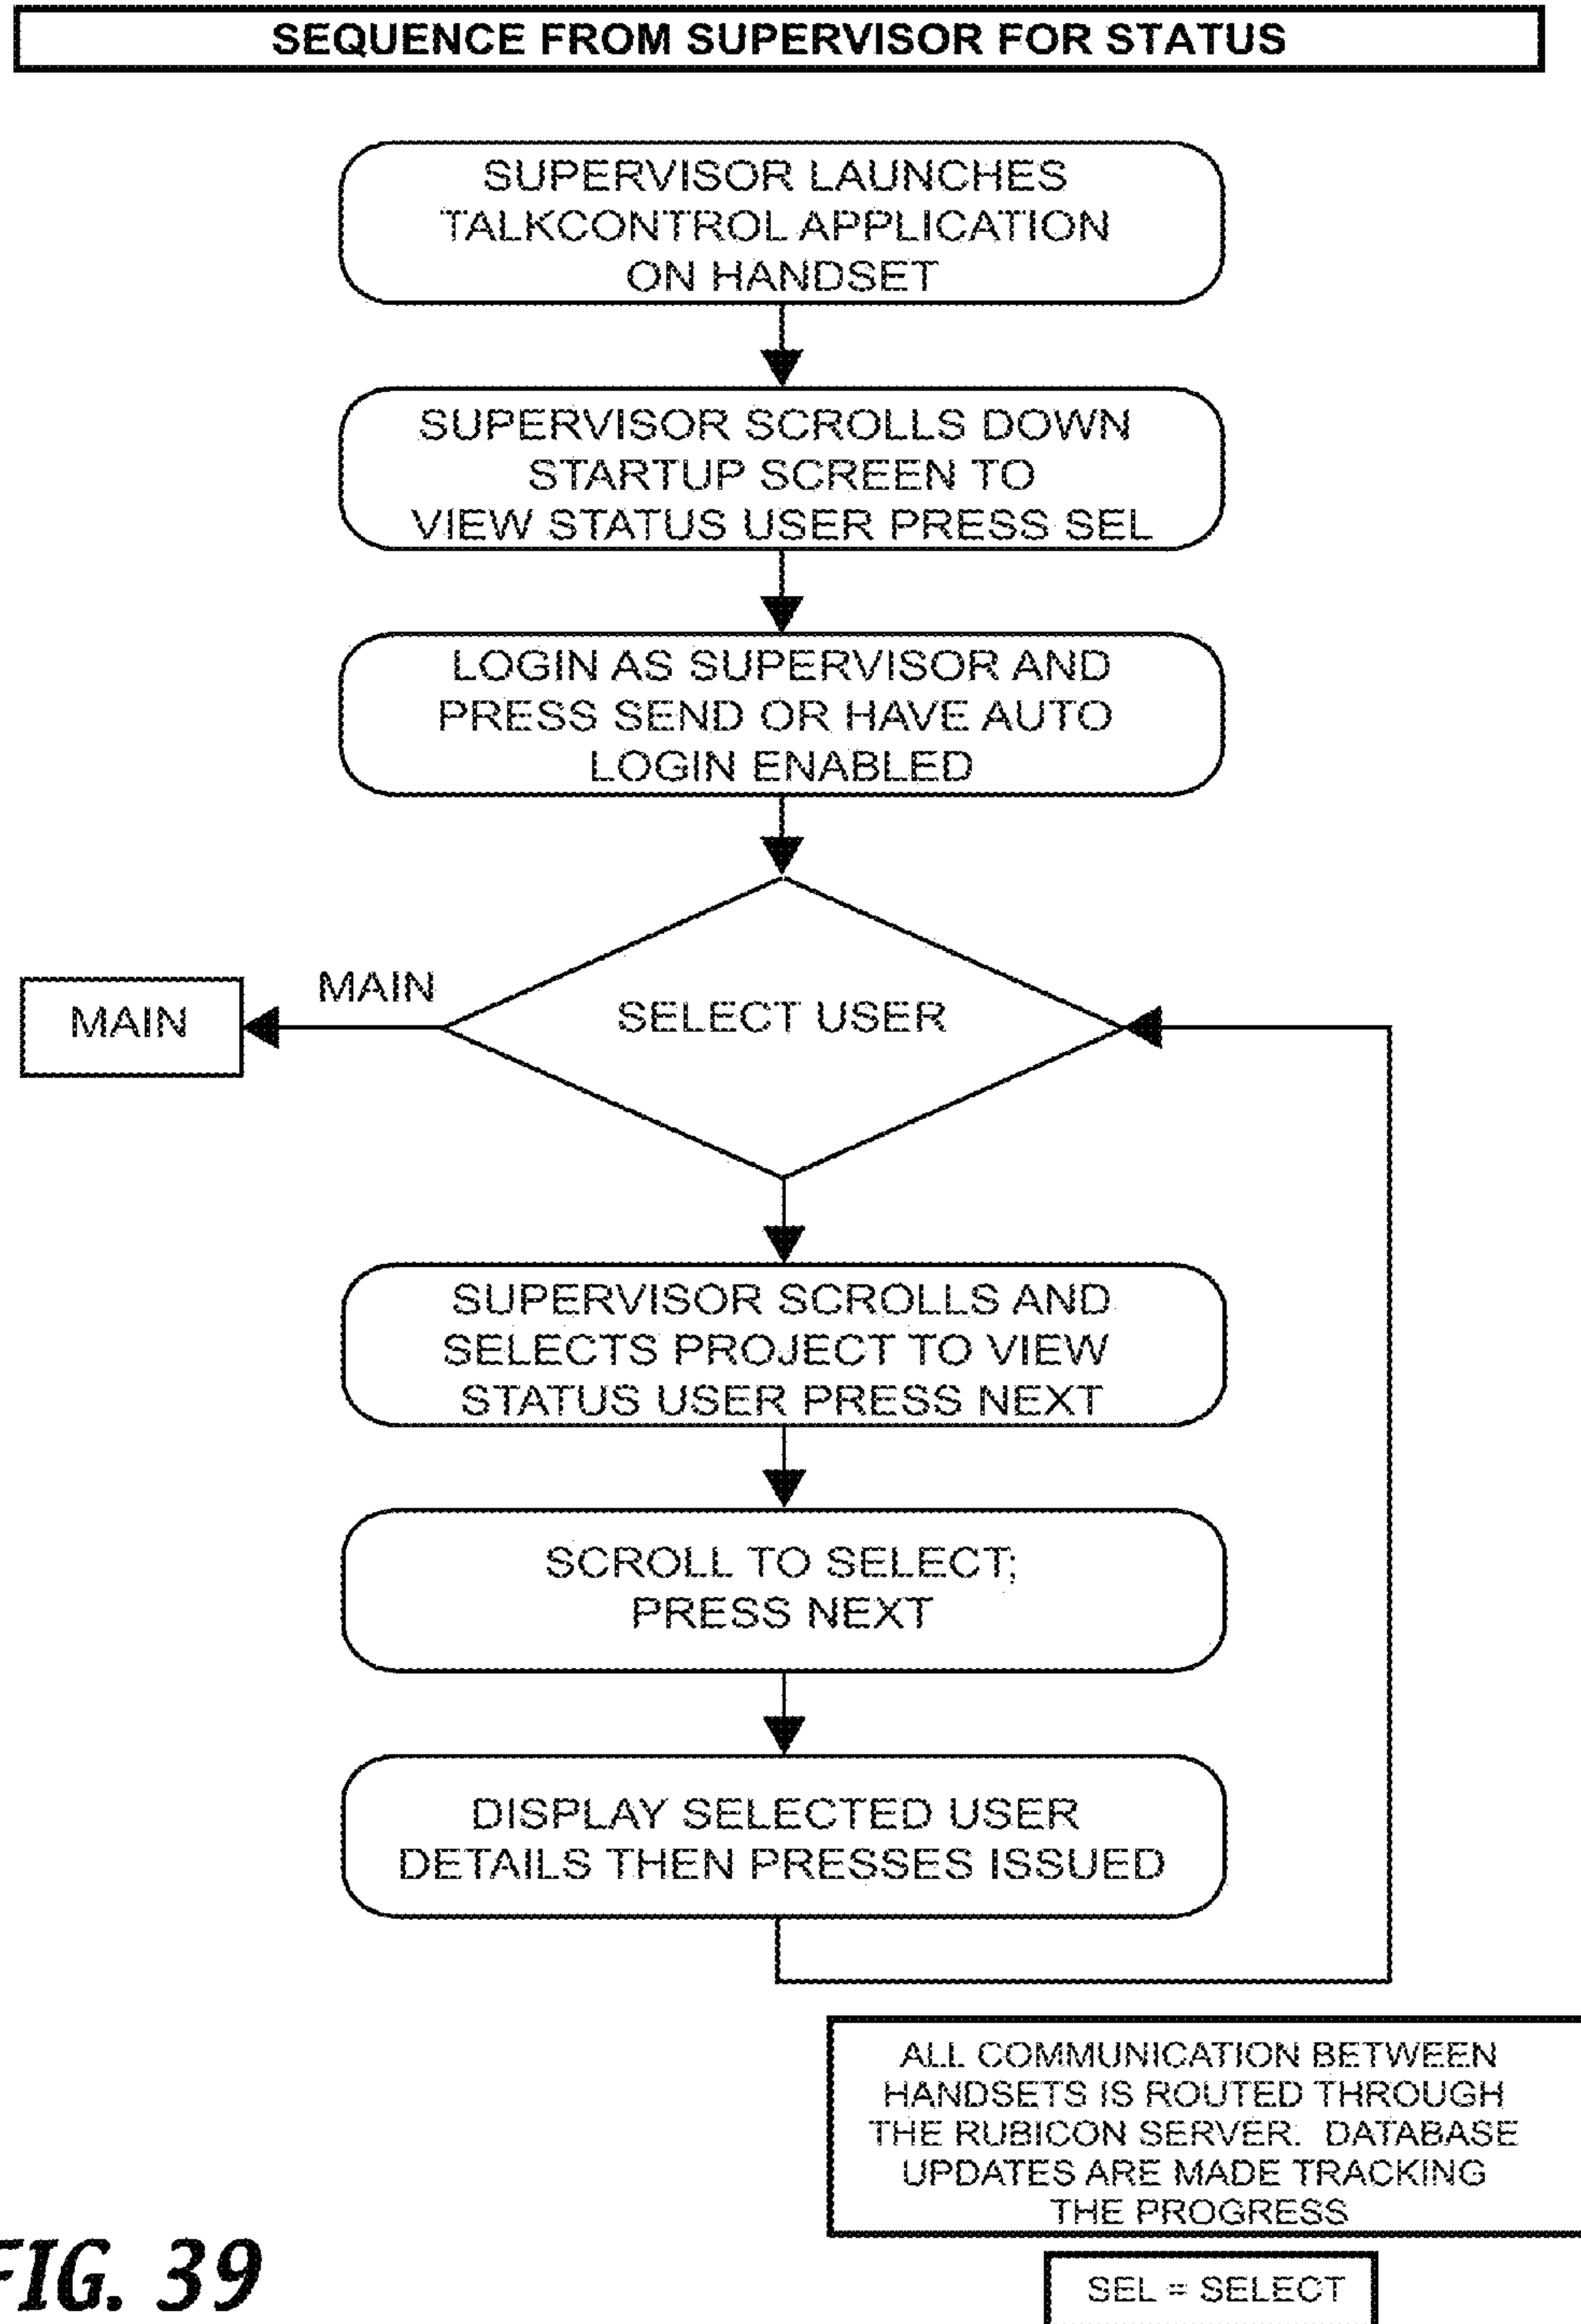 SEQUENCE FROM SUPERVISOR FOR STATUS
SUPERVISOR LAUNCHES
TALKCONTROL APPLICATION
ON HANDSET
SUPERVISOR SCROLLS DOWN
STARTUP SCREEN TO
VIEW STATUS USER PRESS SEL
LOGIN AS SUPERVISOR AND
PRESS SEND OR HAVE AUTO
LOGIN ENABLED
MAIN
MAIN
SELECT USER
SUPERVISOR SCROLLS AND
SELECTS PROJECT TO VIEW
STATUS USER PRESS NEXT
SCROLL TO SELECT;
PRESS NEXT
DISPLAY SELECTED USER
DETAILS THEN PRESSES ISSUED
ALL COMMUNICATION BETWEEN
HANDSETS IS ROUTED THROUGH
THE RUBICON SERVER. DATABASE
UPDATES ARE MADE TRACKING
THE PROGRESS
SEL = SELECT
FIG. 39